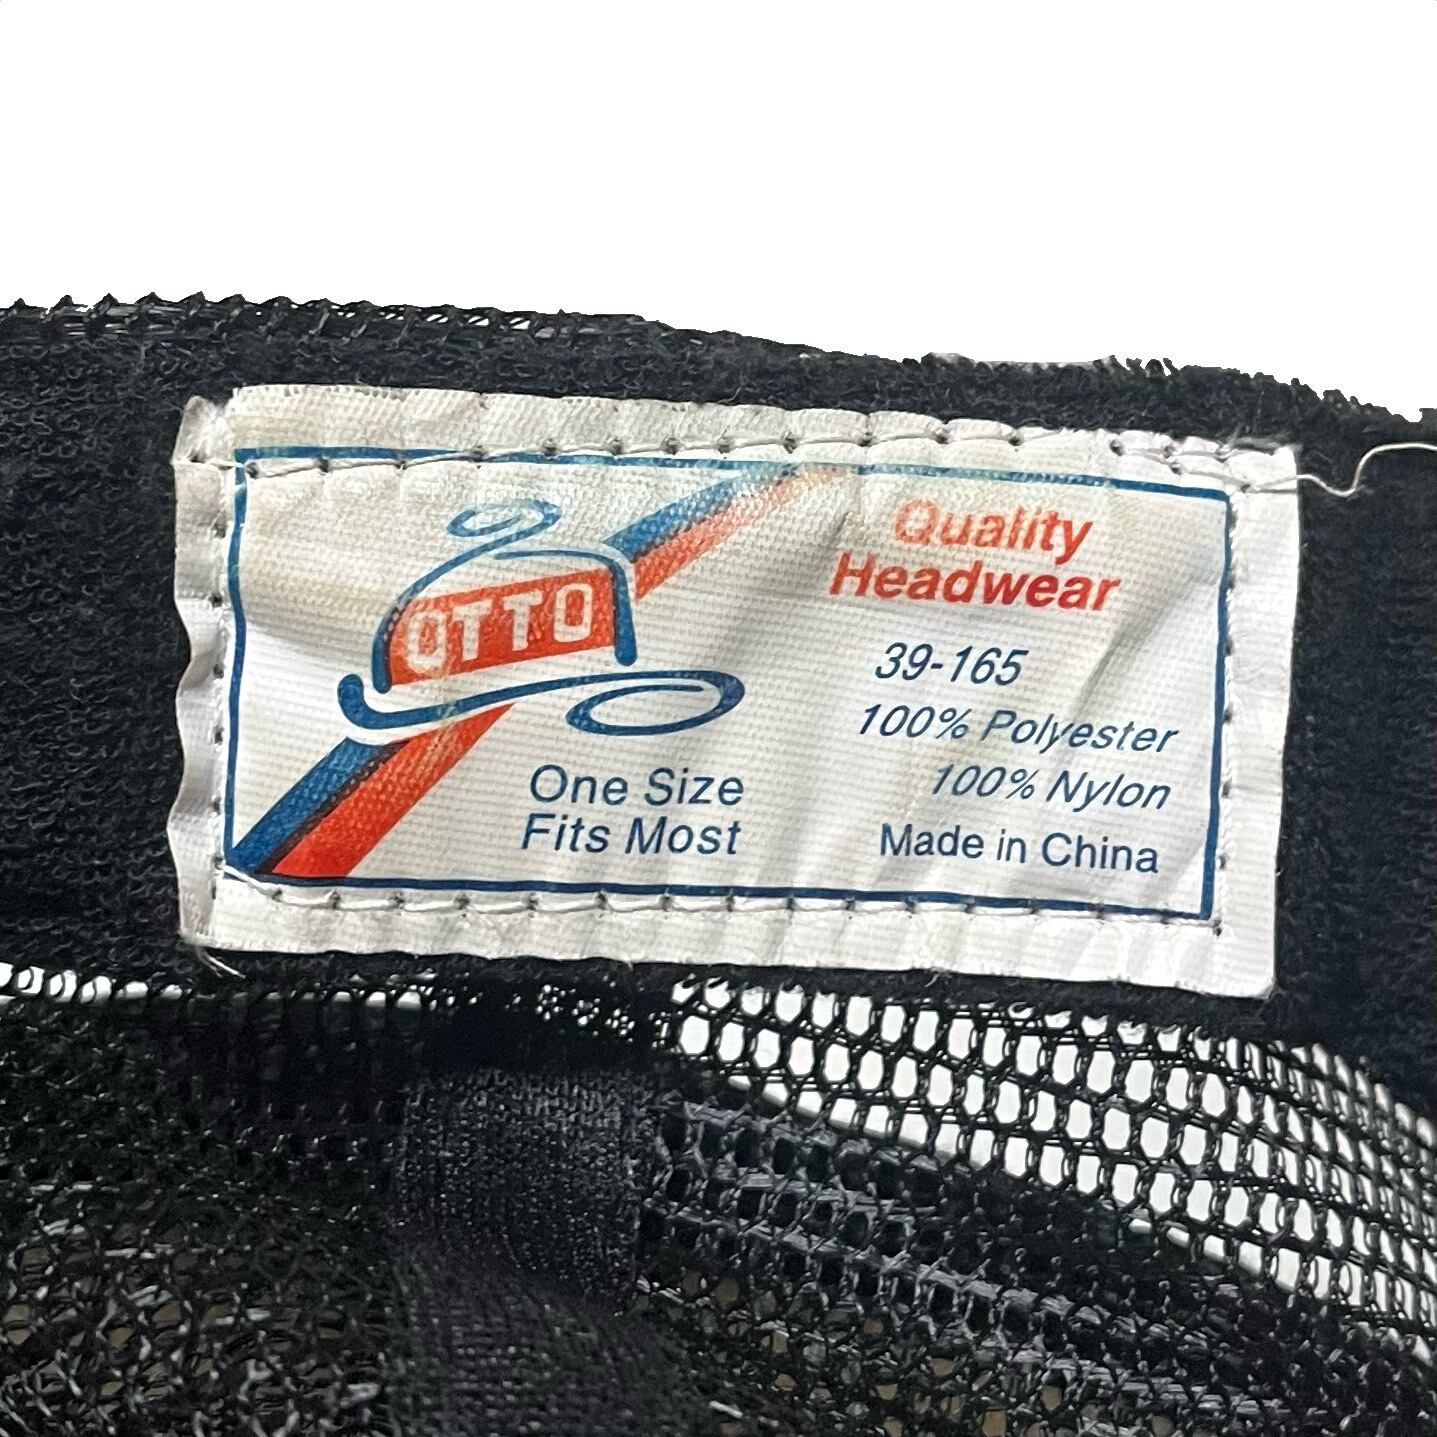 OTTO
One Size
Fits Most
Quality
Headwear
39-165
100% Polyester
100% Nylon
Made in China